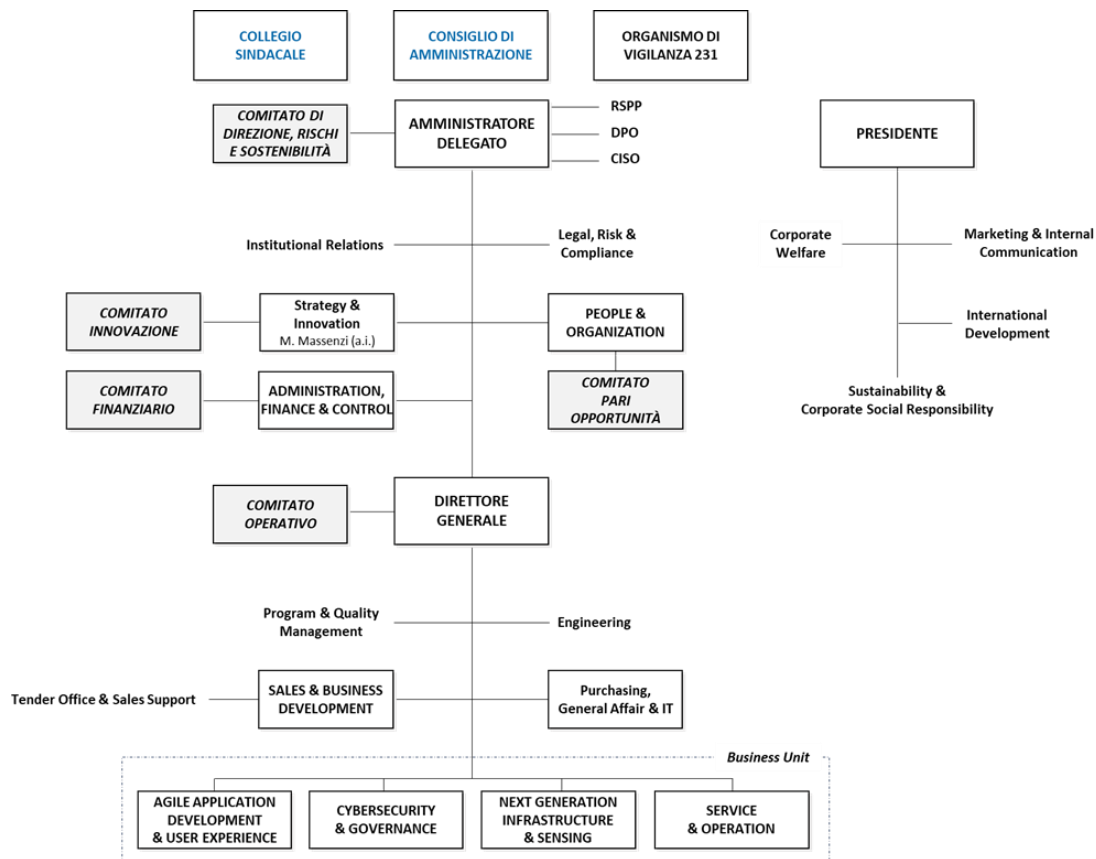 COLLEGIO
SINDACALE
CONSIGLIO DI
AMMINISTRAZIONE
ORGANISMO DI
VIGILANZA 231
COMITATO DI
DIREZIONE, RISCHI
E SOSTENIBILITÀ
AMMINISTRATORE
DELEGATO
RSPP
DPO
CISO
PRESIDENTE
Institutional Relations
Legal, Risk &
Compliance
Corporate
Welfare
Marketing & Internal
Communication
COMITATO
INNOVAZIONE
Strategy &
Innovation
M. Massenzi (a.i.)
PEOPLE &
ORGANIZATION
International
Development
COMITATO
FINANZIARIO
ADMINISTRATION,
FINANCE & CONTROL
COMITATO
PARI
OPPORTUNITÀ
Sustainability &
Corporate Social Responsibility
COMITATO
OPERATIVO
DIRETTORE
GENERALE
Program & Quality
Management
Engineering
Tender Office & Sales Support
SALES & BUSINESS
DEVELOPMENT
Purchasing,
General Affair & IT
Business Unit
AGILE APPLICATION
DEVELOPMENT
& USER EXPERIENCE
CYBERSECURITY
& GOVERNANCE
NEXT GENERATION
INFRASTRUCTURE
& SENSING
SERVICE
& OPERATION